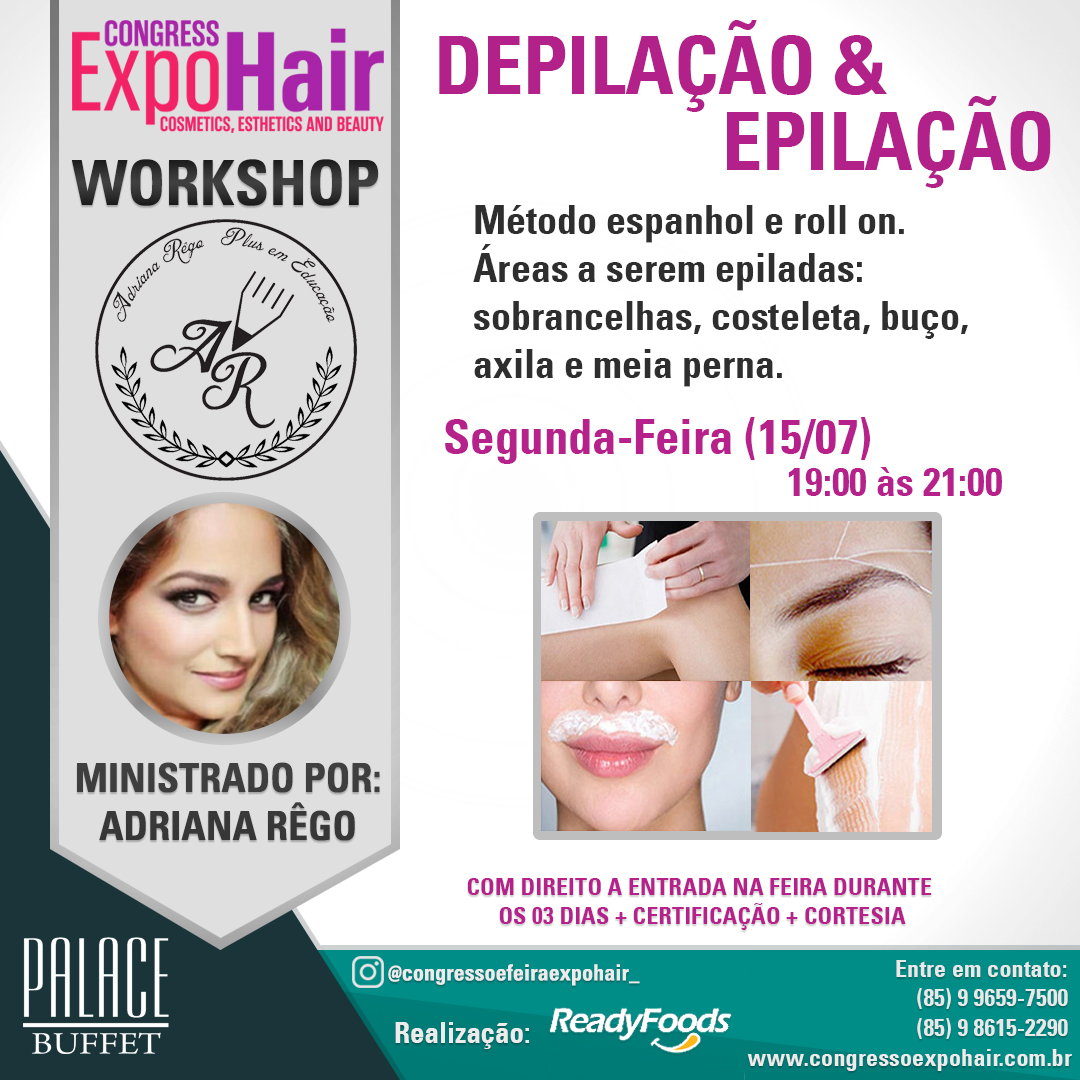 CONGRESS
ExpoHair
COSMETICS, ESTHETICS AND BEAUTY
WORKSHOP
Adriana Rêgo Plus em Educação
AR
MINISTRADO POR:
ADRIANA RÊGO
DEPILAÇÃO &
EPILAÇÃO
Método espanhol e roll on.
Áreas a serem epiladas:
sobrancelhas, costeleta, buço,
axila e meia perna.
Segunda-Feira (15/07)
19:00 às 21:00
COM DIREITO A ENTRADA NA FEIRA DURANTE
OS 03 DIAS + CERTIFICAÇÃO + CORTESIA
PALACE
BUFFET
@congressoefeiraexpohair_
Realização: ReadyFoods
Entre em contato:
(85) 9 9659-7500
(85) 9 8615-2290
www.congressoexpohair.com.br